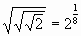 √√√2 = 2^(1/8)